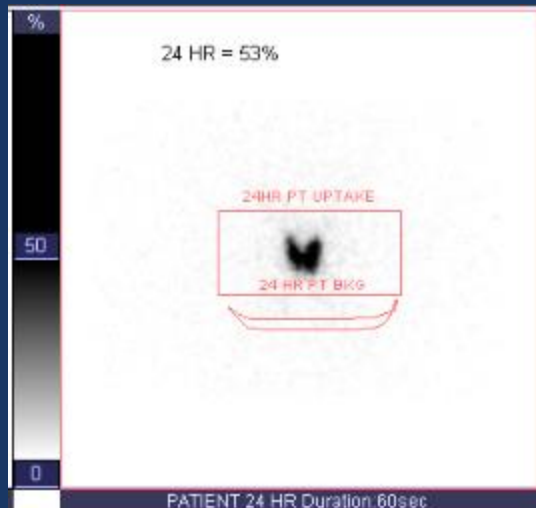 %
24 HR = 53%
24HR PT UPTAKE
50
24 HR PT BKG
0
PATIENT 24 HR Duration:60sec